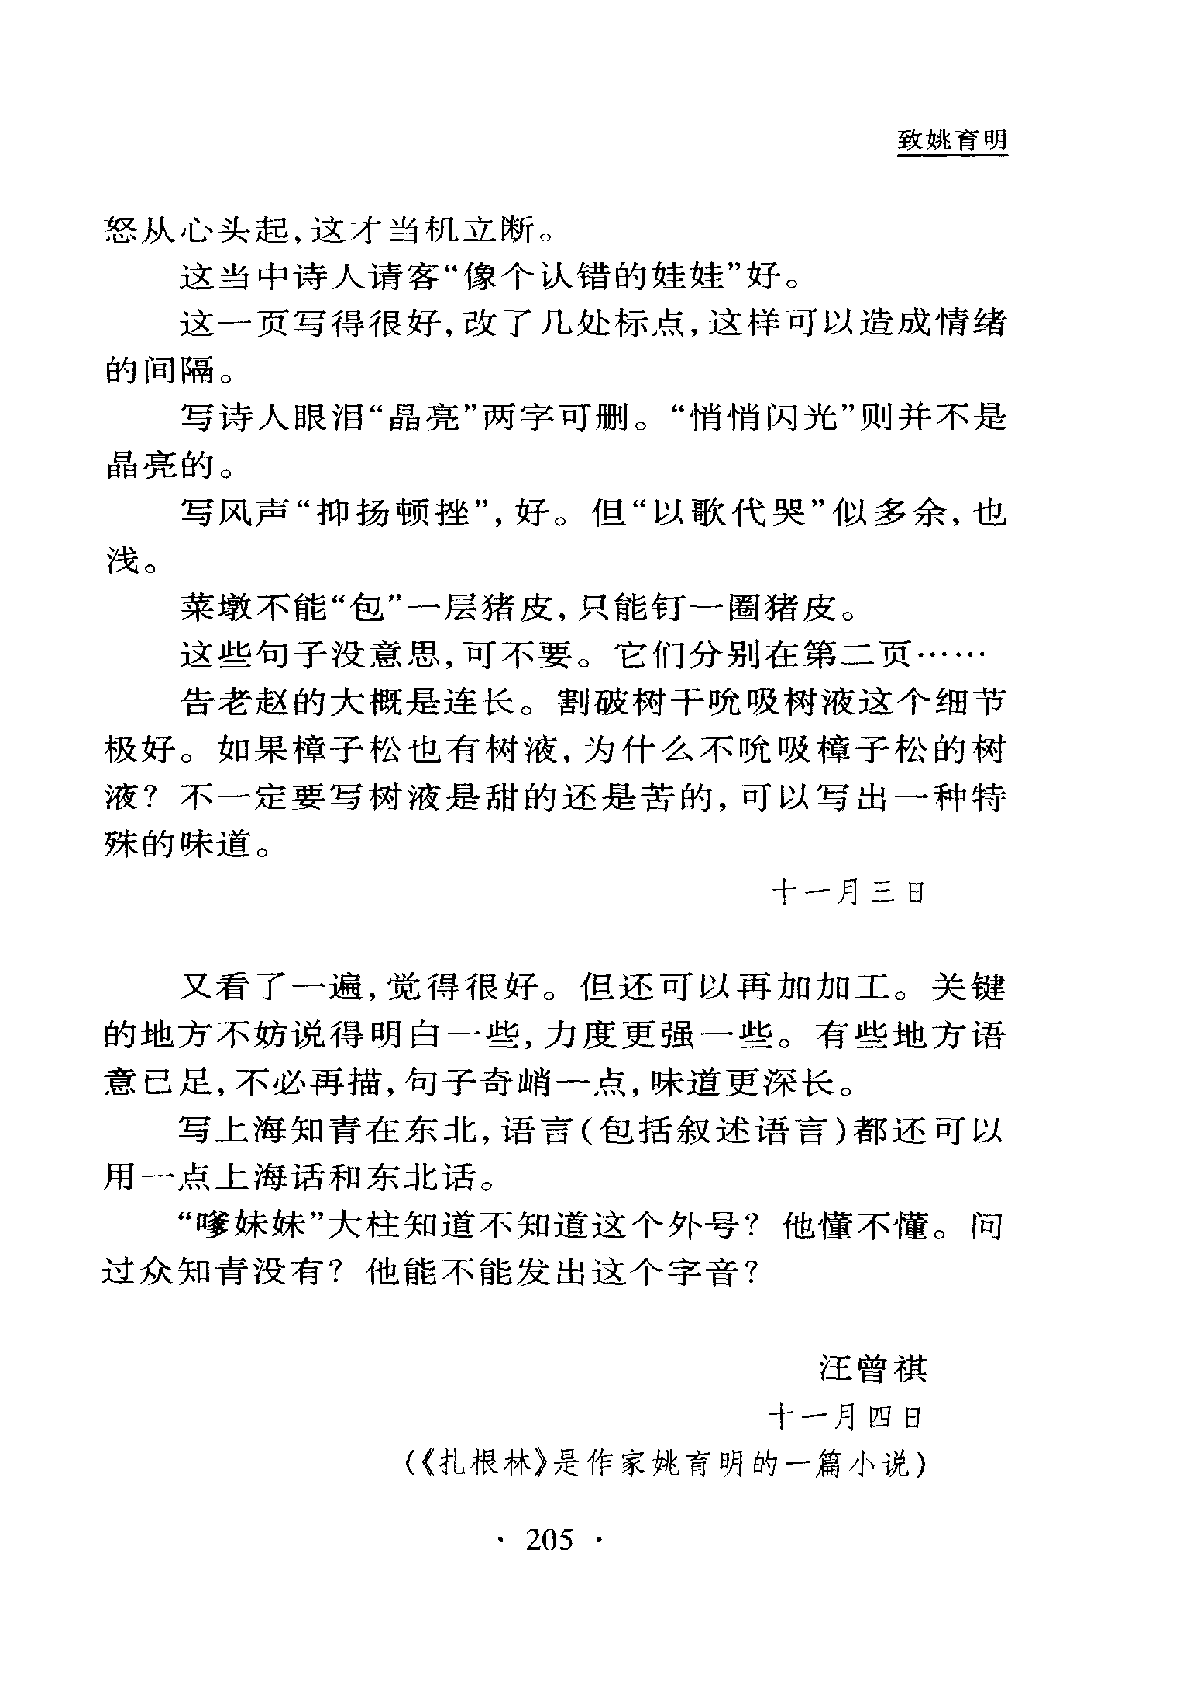 致姚育明
怒从心头起,这才当机立断。
这当中诗人请客“像个认错的娃娃”好。
这一页写得很好,改了几处标点,这样可以造成情绪
的间隔。
写诗人眼泪“晶亮”两字可删。“悄悄闪光”则并不是
晶亮的。
写风声“抑扬顿挫”,好。但“以歌代哭”似多余,也
浅。
菜墩不能“包”一层猪皮,只能钉一圈猪皮。
这些句子没意思,可不要。它们分别在第二页……
告老赵的大概是连长。割破树干吮吸树液这个细节
极好。如果樟子松也有树液,为什么不吮吸樟子松的树
液?不一定要写树液是甜的还是苦的,可以写出一种特
殊的味道。
十一月三日
又看了一遍,觉得很好。但还可以再加加工。关键
的地方不妨说得明白一些,力度更强一些。有些地方语
意已足,不必再描,句子奇峭一点,味道更深长。
写上海知青在东北,语言(包括叙述语言)都还可以
用一点上海话和东北话。
“嗲妹妹”大柱知道不知道这个外号?他懂不懂。问
过众知青没有?他能不能发出这个字音?
汪曾祺
十一月四日
(《扎根林》是作家姚育明的一篇小说)
· 205 ·